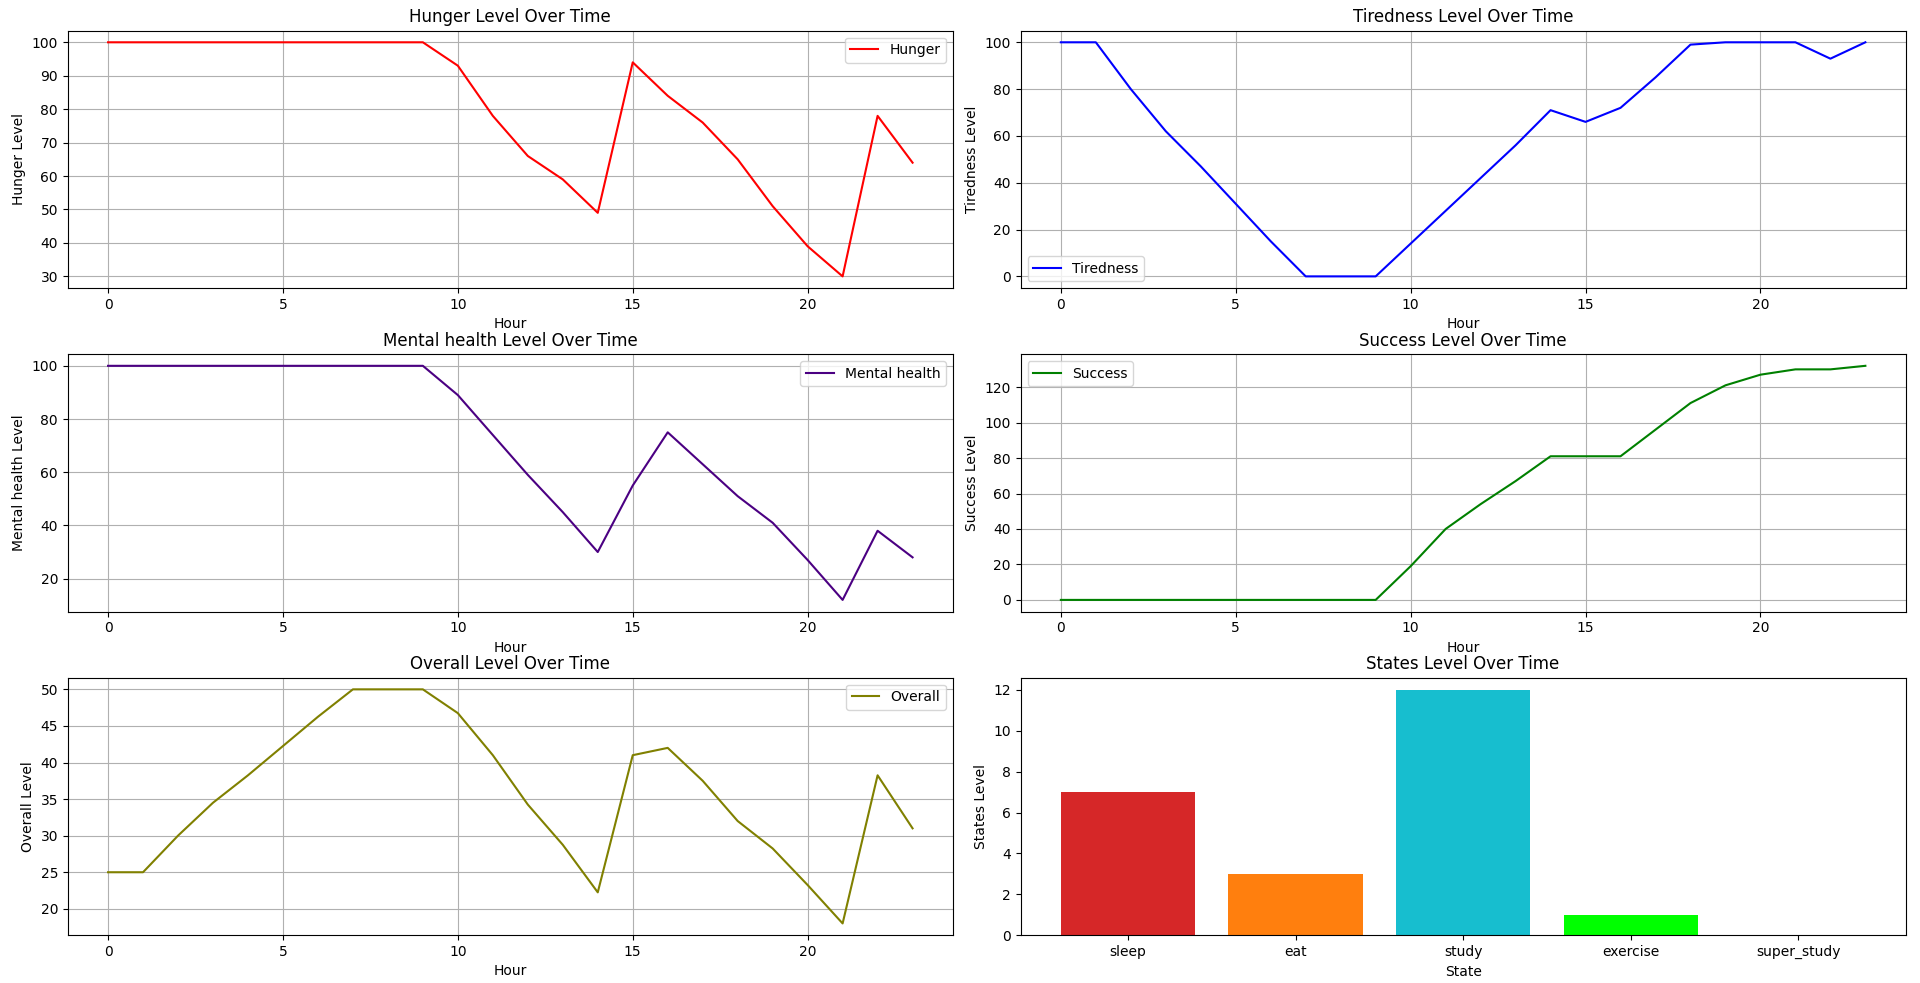 Hunger Level Over Time
Hunger Level
100
90
80
70
60
50
40
30
Hunger
0 5 10 15 20
Hour
Tiredness Level Over Time
Tiredness Level
100
80
60
40
20
0
Tiredness
0 5 10 15 20
Hour
Mental health Level Over Time
Mental health Level
100
80
60
40
20
Mental health
0 5 10 15 20
Hour
Success Level Over Time
Success Level
120
100
80
60
40
20
0
Success
0 5 10 15 20
Hour
Overall Level Over Time
Overall Level
50
45
40
35
30
25
20
Overall
0 5 10 15 20
Hour
States Level Over Time
States Level
12
10
8
6
4
2
0
sleep eat study exercise super_study
State